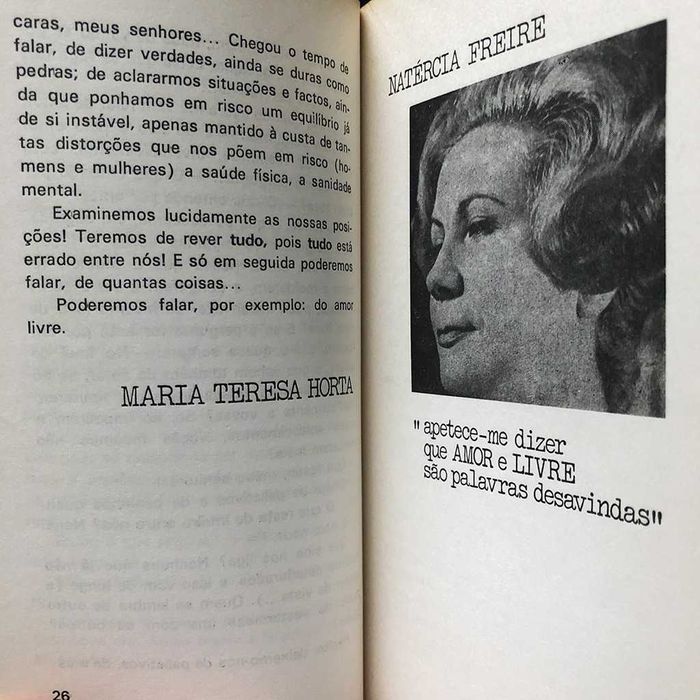 caras, meus senhores... Chegou o tempo de
falar, de dizer verdades, ainda se duras como
pedras; de aclararmos situações e factos, ain-
da que ponhamos em risco um equilíbrio já
de si instável, apenas mantido à custa de tan-
tas distorções que nos põem em risco (ho-
mens e mulheres) a saúde física, a sanidade
mental.
Examinemos lucidamente as nossas posi-
ções! Teremos de rever tudo, pois tudo está
errado entre nós! E só em seguida poderemos
falar, de quantas coisas...
Poderemos falar, por exemplo: do amor
livre.
MARIA TERESA HORTA
26
NATÉRCIA FREIRE
"apetece-me dizer
que AMOR e LIVRE
são palavras desavindas"